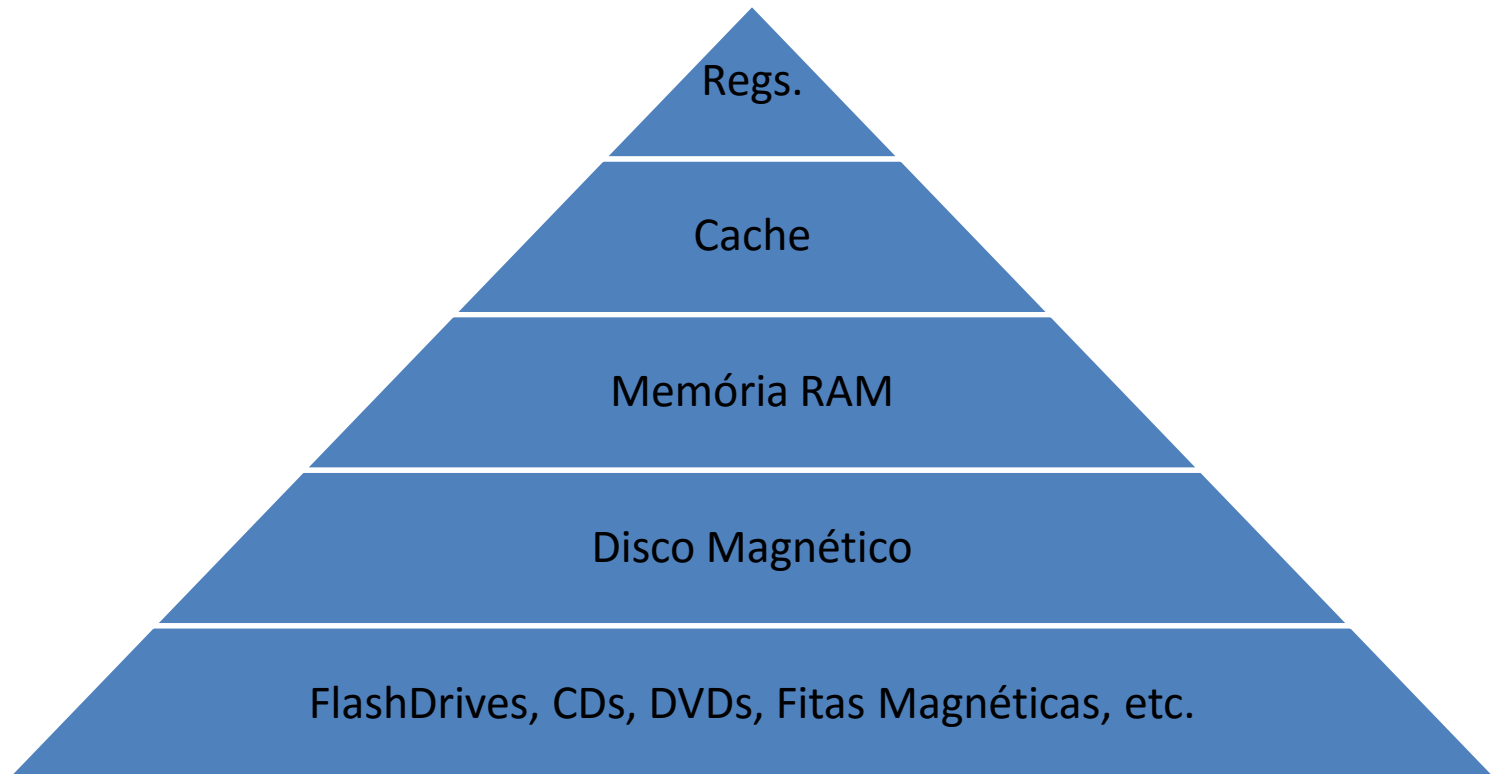 Regs.
Cache
Memória RAM
Disco Magnético
FlashDrives, CDs, DVDs, Fitas Magnéticas, etc.